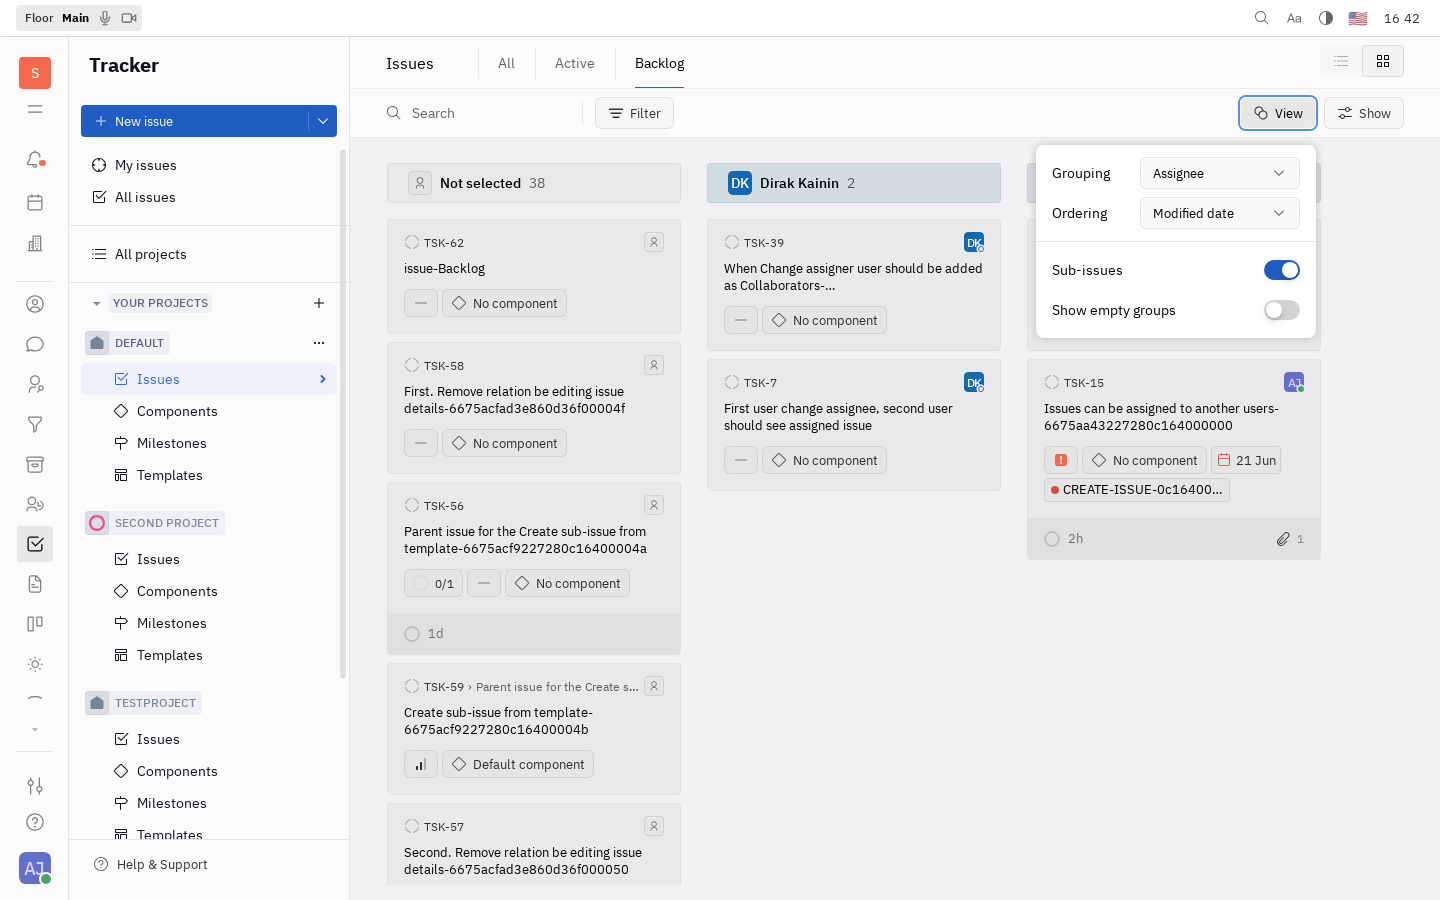 Floor Main
Aa
16 42
S
Tracker
New issue
My issues
All issues
All projects
YOUR PROJECTS
DEFAULT
Issues
Components
Milestones
Templates
SECOND PROJECT
Issues
Components
Milestones
Templates
TESTPROJECT
Issues
Components
Milestones
Templates
Help & Support
AJ
Issues
All
Active
Backlog
Search
Filter
View
Show
Grouping
Assignee
Ordering
Modified date
Sub-issues
Show empty groups
Not selected 38
TSK-62
issue-Backlog
No component
TSK-58
First. Remove relation be editing issue
details-6675acfad3e860d36f00004f
No component
TSK-56
Parent issue for the Create sub-issue from
template-6675acf9227280c16400004a
0/1
No component
1d
TSK-59 › Parent issue for the Create s...
Create sub-issue from template-
6675acf9227280c16400004b
Default component
TSK-57
Second. Remove relation be editing issue
details-6675acfad3e860d36f000050
DK Dirak Kainin 2
TSK-39
DK
When Change assigner user should be added
as Collaborators-...
No component
TSK-7
DK
First user change assignee, second user
should see assigned issue
No component
TSK-15
AJ
Issues can be assigned to another users-
6675aa43227280c164000000
No component
21 Jun
CREATE-ISSUE-0c16400...
2h
1